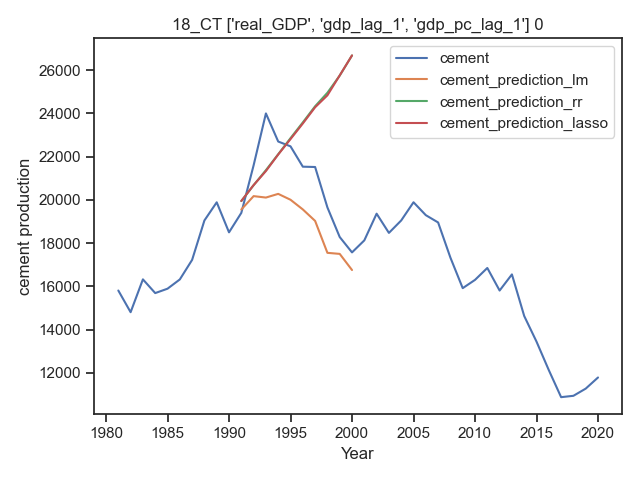 18_CT ['real_GDP', 'gdp_lag_1', 'gdp_pc_lag_1'] 0
cement
cement_prediction_lm
cement_prediction_rr
cement_prediction_lasso
cement production
26000
24000
22000
20000
18000
16000
14000
12000
1980 1985 1990 1995 2000 2005 2010 2015 2020
Year